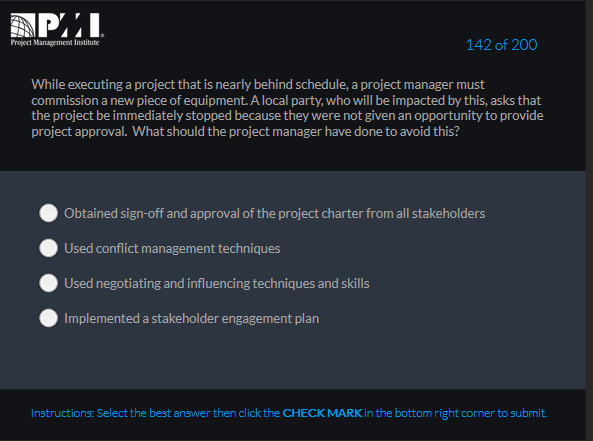 PMI
Project Management Institute
142 of 200
While executing a project that is nearly behind schedule, a project manager must
commission a new piece of equipment. A local party, who will be impacted by this, asks that
the project be immediately stopped because they were not given an opportunity to provide
project approval. What should the project manager have done to avoid this?
Obtained sign-off and approval of the project charter from all stakeholders
Used conflict management techniques
Used negotiating and influencing techniques and skills
Implemented a stakeholder engagement plan
Instructions: Select the best answer then click the CHECK MARK in the bottom right corner to submit.